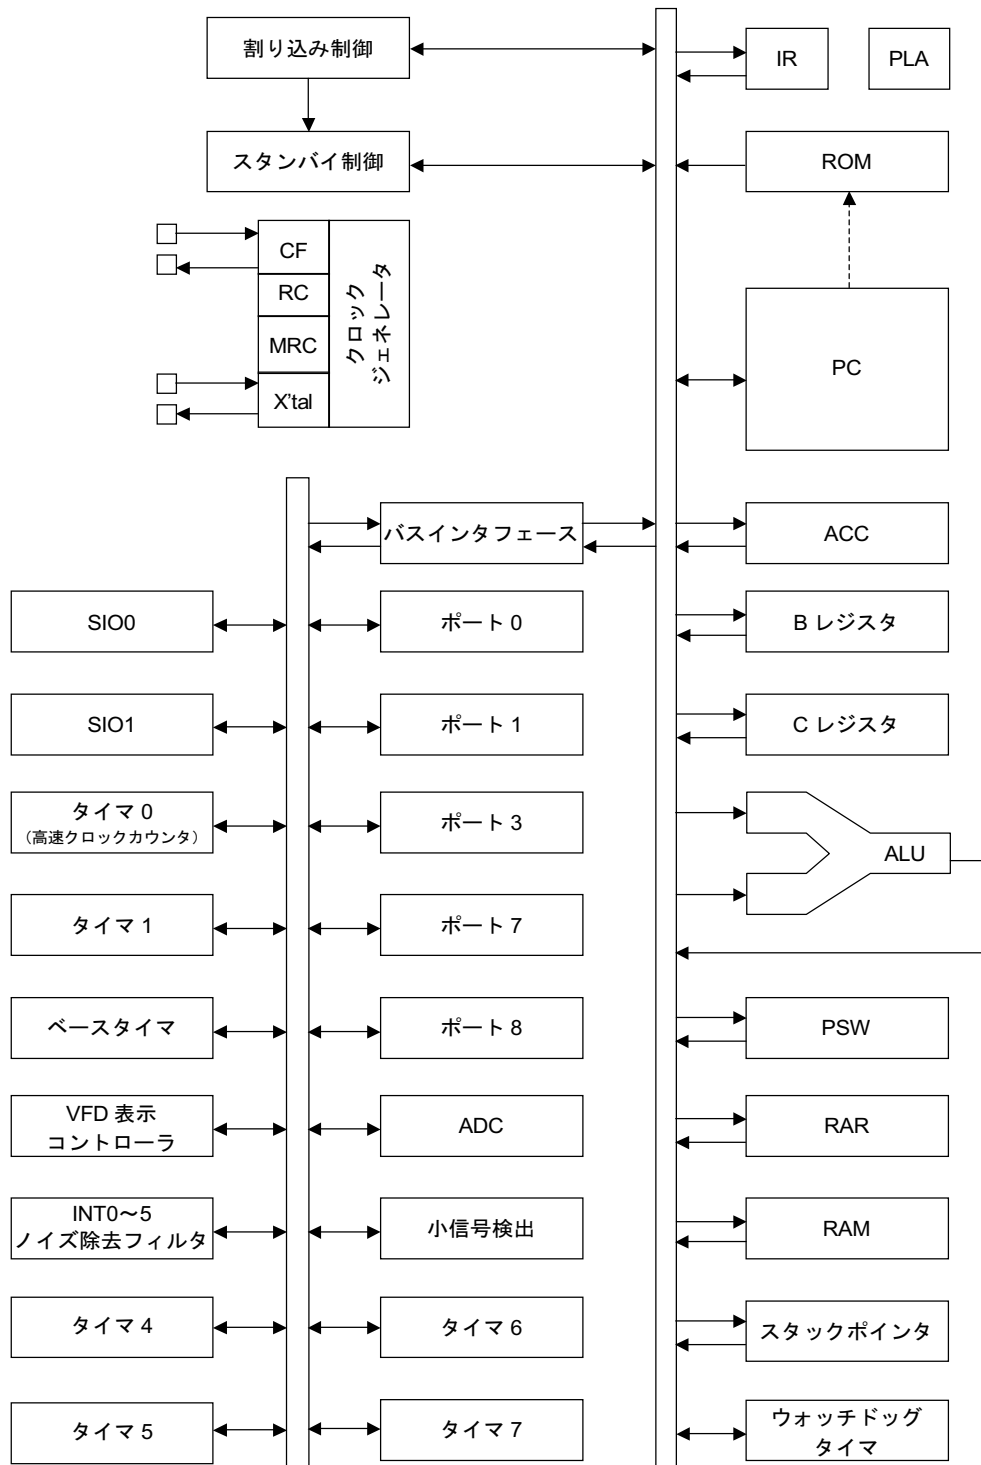 割り込み制御
IR
PLA
スタンバイ制御
ROM
CF
RC
MRC
X'tal
クロック
ジェネレータ
PC
バスインタフェース
ACC
SIO0
ポート 0
B レジスタ
SIO1
ポート 1
C レジスタ
タイマ 0
（高速クロックカウンタ）
ポート 3
ALU
タイマ 1
ポート 7
ベースタイマ
ポート 8
PSW
VFD 表示
コントローラ
ADC
RAR
INT0～5
ノイズ除去フィルタ
小信号検出
RAM
タイマ 4
タイマ 6
スタックポインタ
タイマ 5
タイマ 7
ウォッチドッグ
タイマ